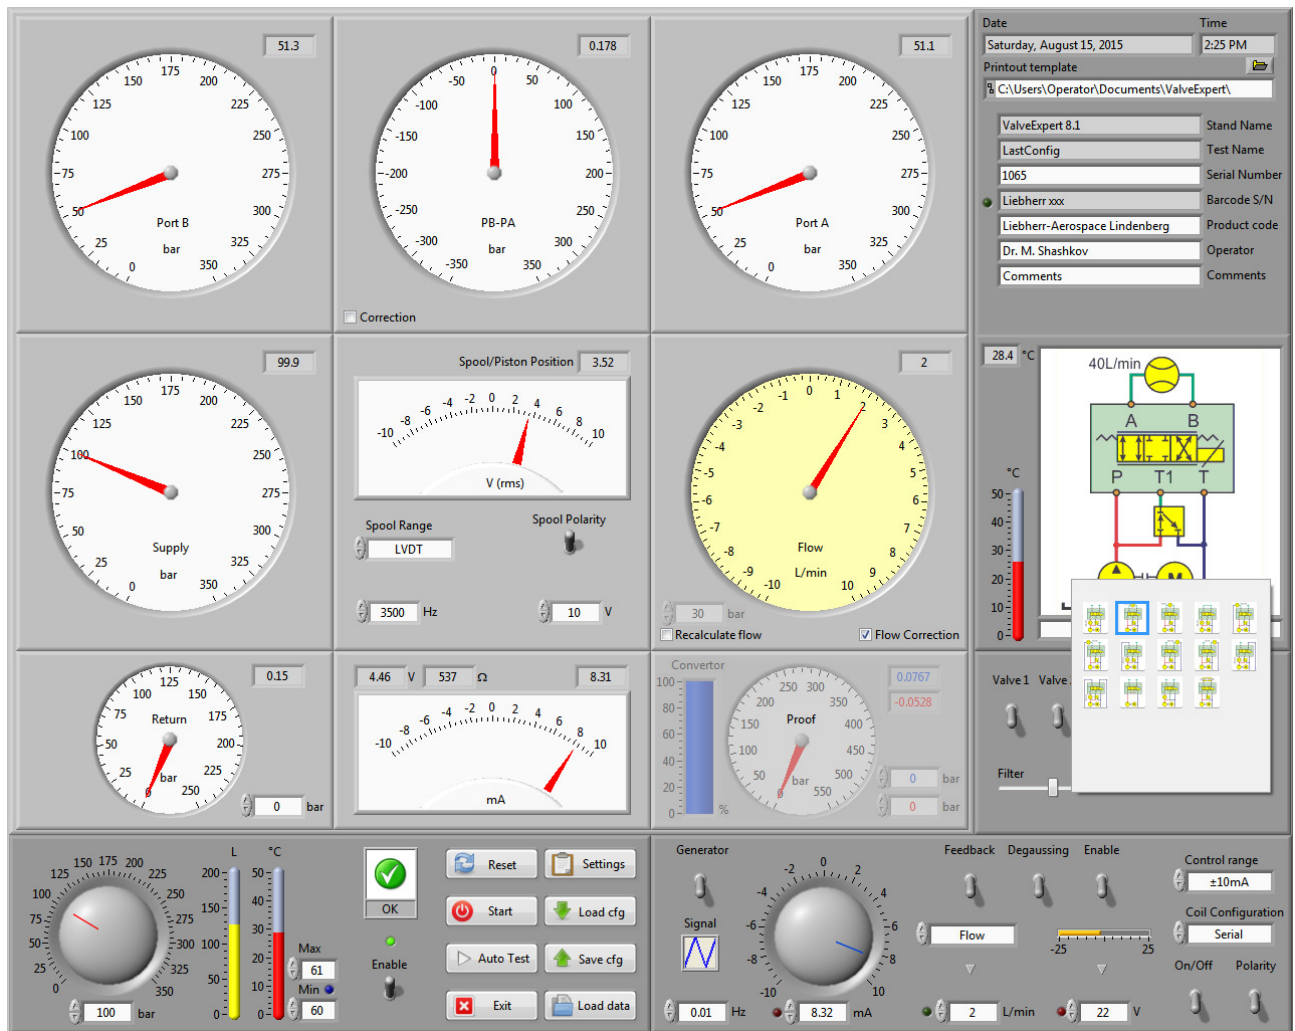 51.3
0 25 50 75 100 125 150 175 200 225 250 275 300 325 350
Port B
bar
0.178
-350 -300 -250 -200 -150 -100 -50 0 50 100 150 200 250 300 350
PB-PA
bar
Correction
51.1
0 25 50 75 100 125 150 175 200 225 250 275 300 325 350
Port A
bar
Date
Time
Saturday, August 15, 2015
2:25 PM
Printout template
C:\Users\Operator\Documents\ValveExpert\
ValveExpert 8.1 Stand Name
LastConfig Test Name
1065 Serial Number
Liebherr xxx Barcode S/N
Liebherr-Aerospace Lindenberg Product code
Dr. M. Shashkov Operator
Comments Comments
99.9
0 25 50 75 100 125 150 175 200 225 250 275 300 325 350
Supply
bar
Spool/Piston Position 3.52
-10 -8 -6 -4 -2 0 2 4 6 8 10
V (rms)
Spool Range
LVDT
Spool Polarity
3500 Hz
10 V
2
-10 -9 -8 -7 -6 -5 -4 -3 -2 -1 0 1 2 3 4 5 6 7 8 9 10
Flow
L/min
30 bar
Recalculate flow
Flow Correction
28.4 °C
40L/min
A B
P T1 T
M
°C
50
40
30
20
10
0
0.15
0 25 50 75 100 125 150 175 200 225 250
Return
bar
0 bar
4.46 V 537 Ω 8.31
-10 -8 -6 -4 -2 0 2 4 6 8 10
mA
Convertor
100
80
60
40
20
0
%
0 50 100 150 200 250 300 350 400 450 500 550
Proof
bar
0.0767
-0.0528
0 bar
0 bar
Valve 1 Valve
Filter
0 25 50 75 100 125 150 175 200 225 250 275 300 325 350
100 bar
L
200
150
100
50
0
°C
50
40
30
20
10
0
Max
61
Min
60
OK
Enable
Reset
Settings
Start
Load cfg
Auto Test
Save cfg
Exit
Load data
Generator
Signal
0.01 Hz
-10 -8 -6 -4 -2 0 2 4 6 8 10
8.32 mA
Feedback Degaussing Enable
Flow
-25 25
2 L/min
22 V
Control range
±10mA
Coil Configuration
Serial
On/Off Polarity